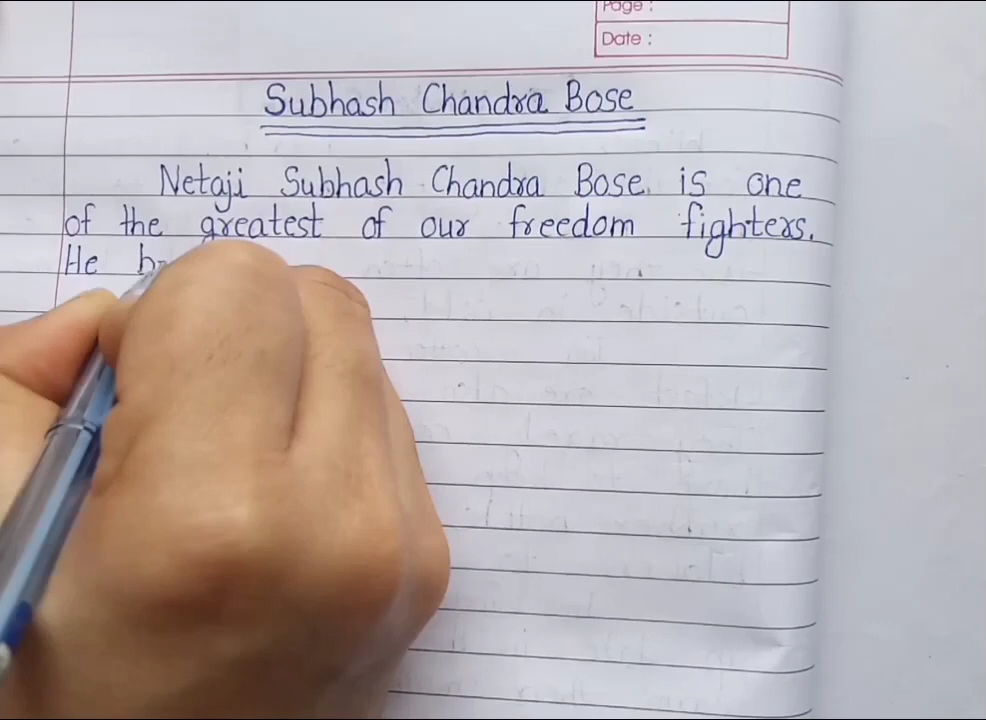 Page :
Date :
Subhash Chandra Bose
Netaji Subhash Chandra Bose is one
of the greatest of our freedom fighters.
He